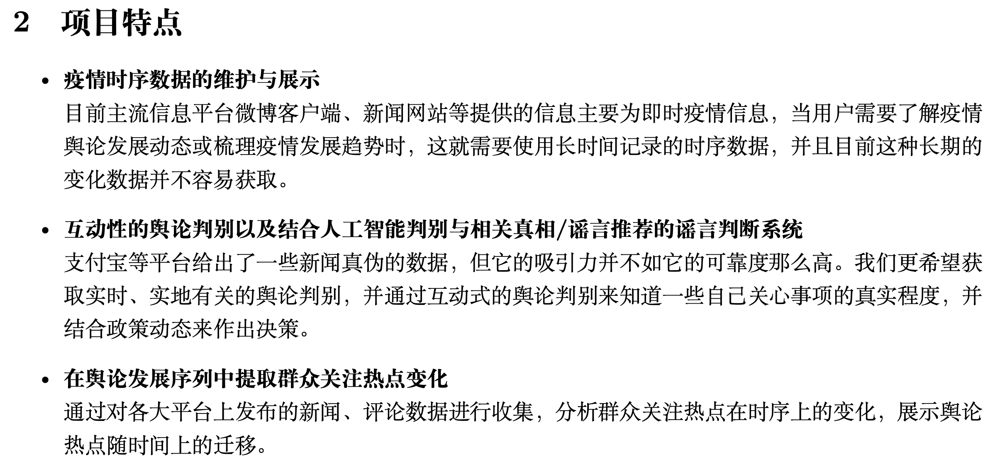 2 项目特点
• 疫情时序数据的维护与展示
目前主流信息平台微博客户端、新闻网站等提供的信息主要为即时疫情信息，当用户需要了解疫情
舆论发展动态或梳理疫情发展趋势时，这就需要使用长时间记录的时序数据，并且目前这种长期的
变化数据并不容易获取。
• 互动性的舆论判别以及结合人工智能判别与相关真相/谣言推荐的谣言判断系统
支付宝等平台给出了一些新闻真伪的数据，但它的吸引力并不如它的可靠度那么高。我们更希望获
取实时、实地有关的舆论判别，并通过互动式的舆论判别来知道一些自己关心事项的真实程度，并
结合政策动态来作出决策。
• 在舆论发展序列中提取群众关注热点变化
通过对各大平台上发布的新闻、评论数据进行收集，分析群众关注热点在时序上的变化，展示舆论
热点随时间上的迁移。